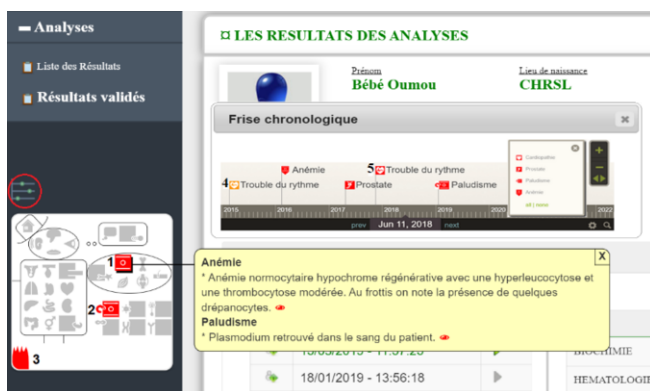 Analyses
¤ LES RESULTATS DES ANALYSES
Liste des Résultats
Résultats validés
Prénom
Bébé Oumou
Lieu de naissance
CHRSL
Frise chronologique
Anémie
5 Trouble du rythme
4 Trouble du rythme
Prostate
Paludisme
Cardiopathie
Prostate
Paludisme
Anémie
all | none
2015 2016 2017 2018 2019 2020 2022
prev Jun 11, 2018 next
1
2
3
Anémie
X
* Anémie normocytaire hypochrome régénérative avec une hyperleucocytose et
une thrombocytose modérée. Au frottis on note la présence de quelques
drépanocytes.
Paludisme
* Plasmodium retrouvé dans le sang du patient.
BIOCHIMIE
18/01/2019 - 13:56:18
HEMATOLOGIE